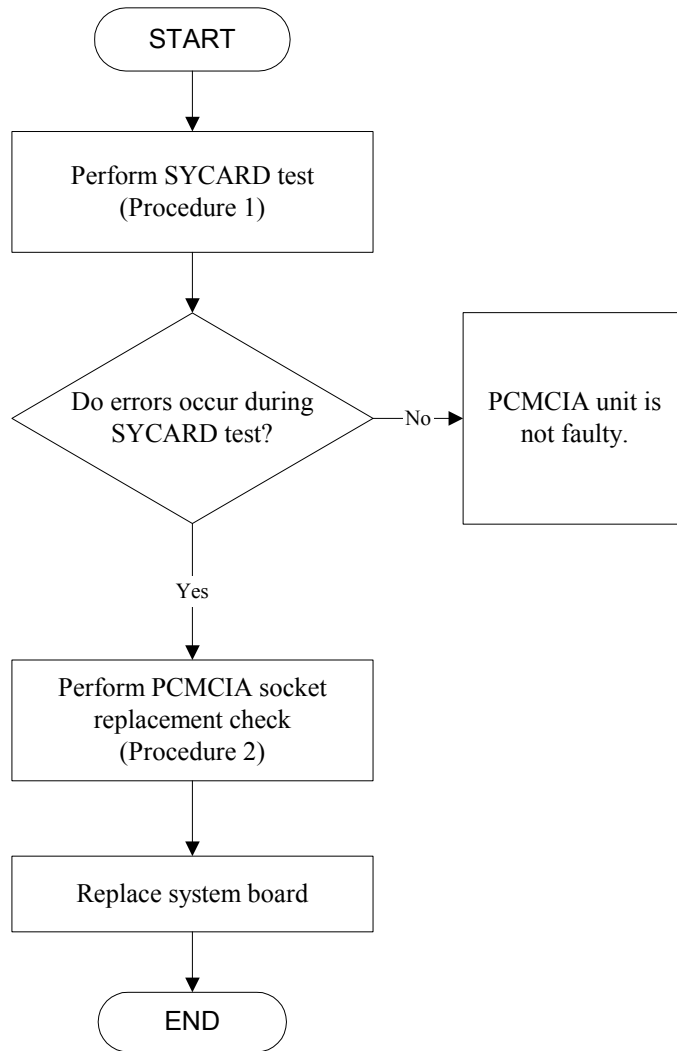 START
Perform SYCARD test
(Procedure 1)
Do errors occur during
SYCARD test?
No
PCMCIA unit is
not faulty.
Yes
Perform PCMCIA socket
replacement check
(Procedure 2)
Replace system board
END